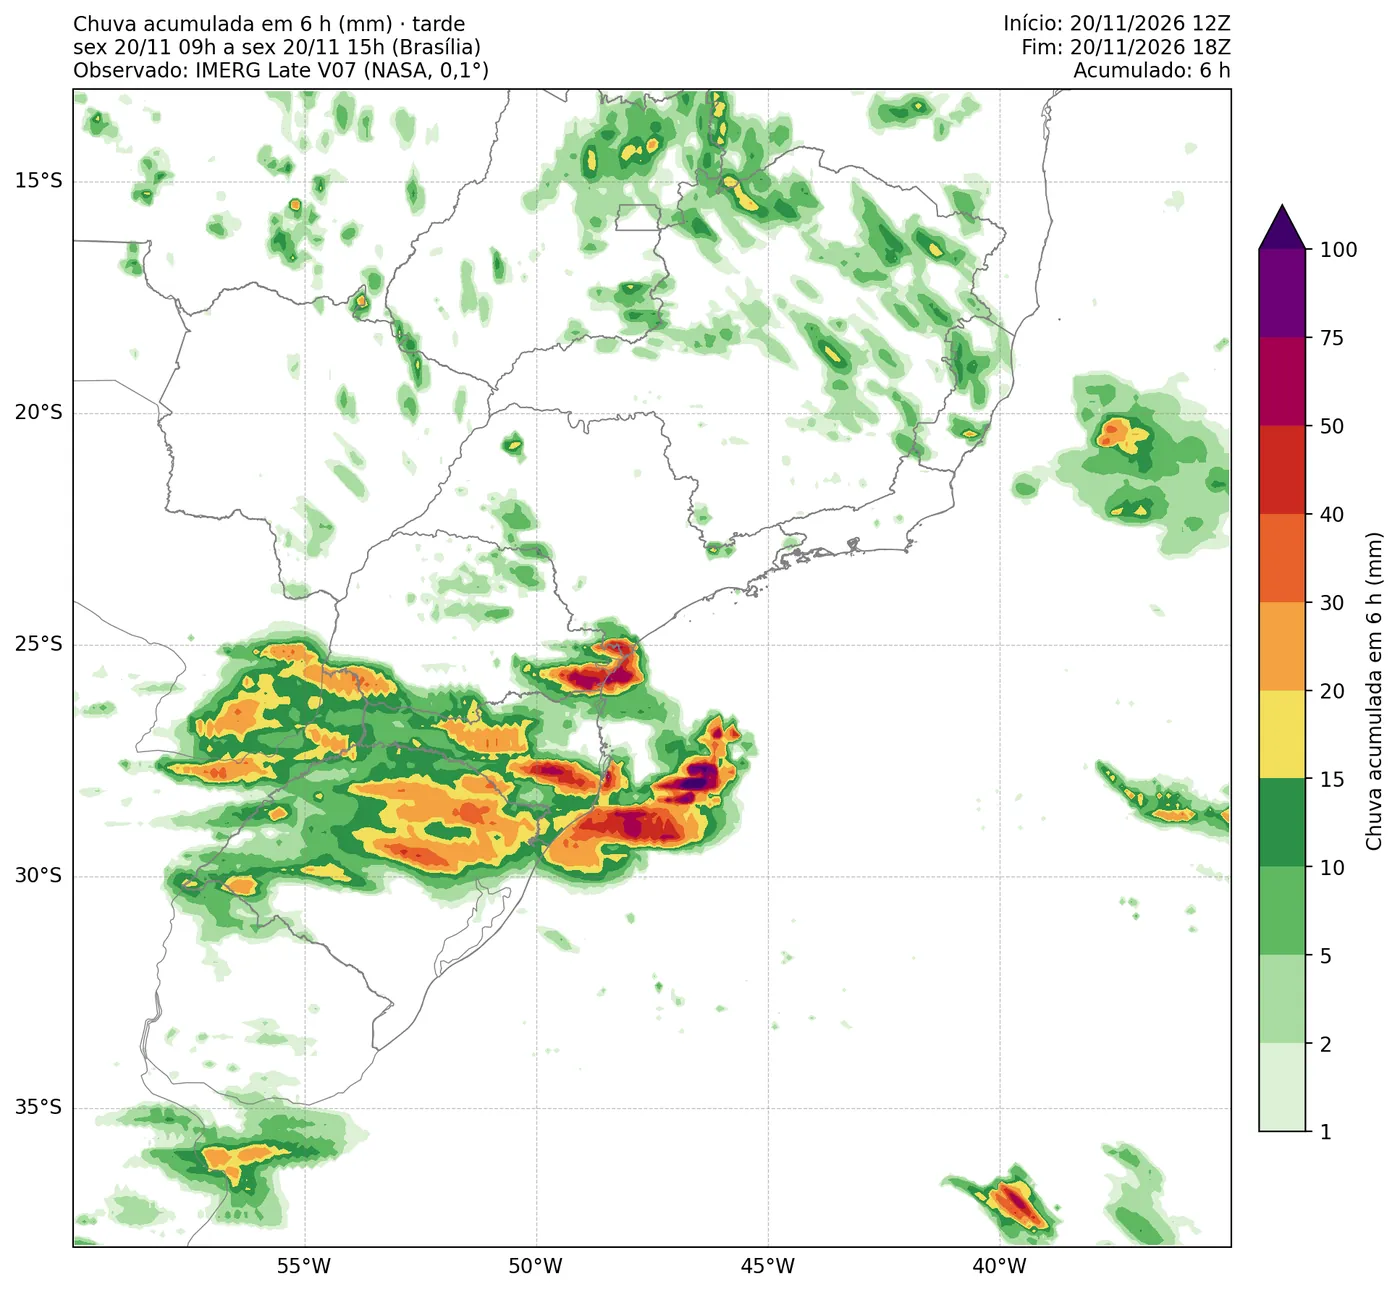 Chuva acumulada em 6 h (mm) · tarde
sex 20/11 09h a sex 20/11 15h (Brasília)
Observado: IMERG Late V07 (NASA, 0,1°)
Início: 20/11/2026 12Z
Fim: 20/11/2026 18Z
Acumulado: 6 h
15°S
20°S
25°S
30°S
35°S
55°W
50°W
45°W
40°W
100
75
50
40
30
20
15
10
5
2
1
Chuva acumulada em 6 h (mm)